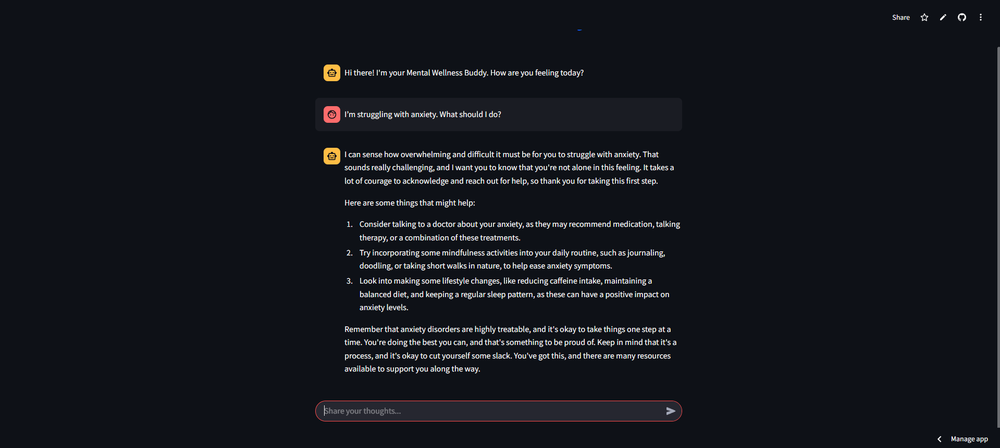 Share
Hi there! I'm your Mental Wellness Buddy. How are you feeling today?
I’m struggling with anxiety. What should I do?
I can sense how overwhelming and difficult it must be for you to struggle with anxiety. That
sounds really challenging, and I want you to know that you're not alone in this feeling. It takes a
lot of courage to acknowledge and reach out for help, so thank you for taking this first step.
Here are some things that might help:
1. Consider talking to a doctor about your anxiety, as they may recommend medication, talking
therapy, or a combination of these treatments.
2. Try incorporating some mindfulness activities into your daily routine, such as journaling,
doodling, or taking short walks in nature, to help ease anxiety symptoms.
3. Look into making some lifestyle changes, like reducing caffeine intake, maintaining a
balanced diet, and keeping a regular sleep pattern, as these can have a positive impact on
anxiety levels.
Remember that anxiety disorders are highly treatable, and it's okay to take things one step at a
time. You're doing the best you can, and that's something to be proud of. Keep in mind that it's a
process, and it's okay to cut yourself some slack. You've got this, and there are many resources
available to support you along the way.
Share your thoughts...
Manage app